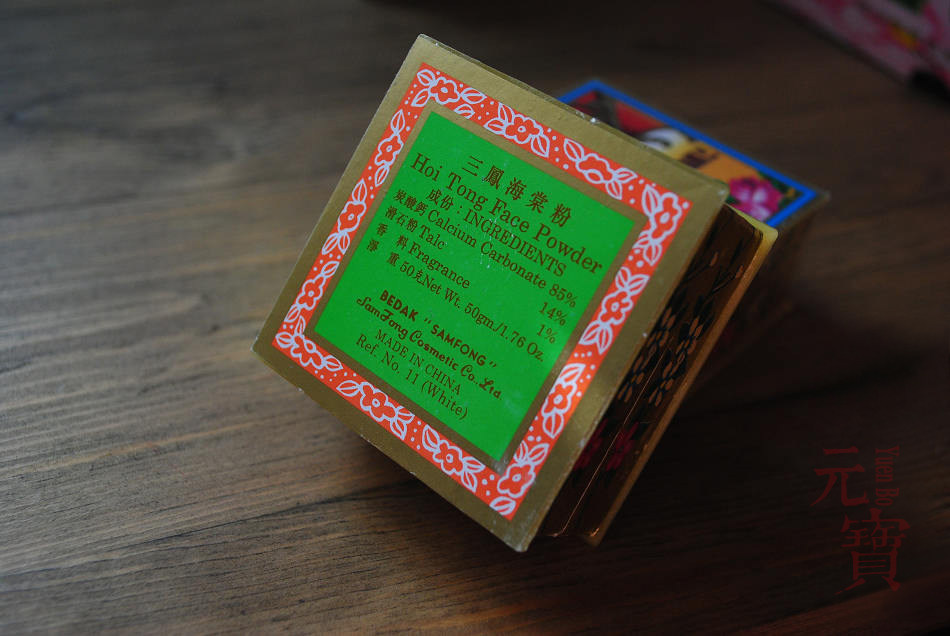 三鳳海棠粉
Hoi Tong Face Powder
成份：INGREDIENTS
炭酸鈣 Calcium Carbonate 85%
滑石粉 Talc 14%
香 料 Fragrance 1%
淨 重 50克 Net Wt. 50gm/1.76 Oz.
BEDAK "SAMFONG"
SamFong Cosmetic Co., Ltd.
MADE IN CHINA
Ref. No. 11 (White)
元寶